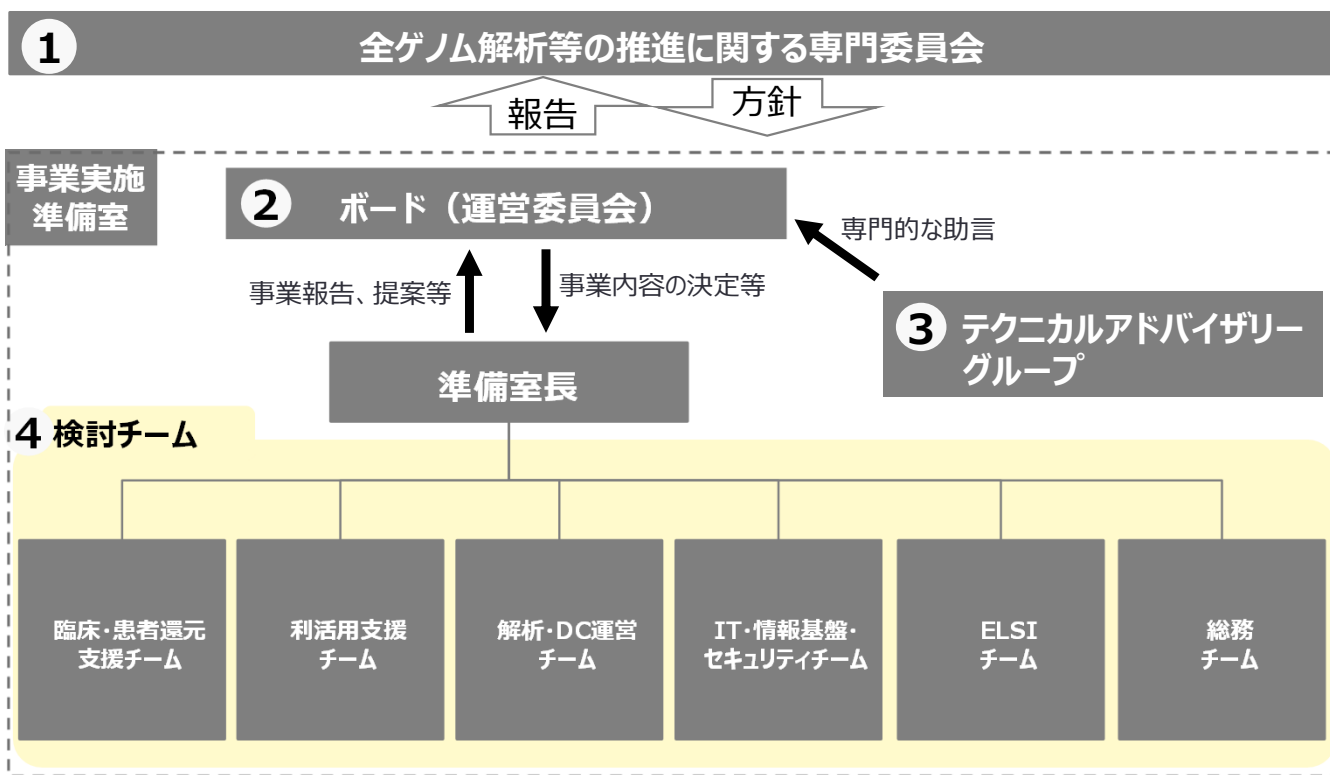 1 全ゲノム解析等の推進に関する専門委員会
報告
方針
事業実施
準備室
2 ボード（運営委員会）
専門的な助言
事業報告、提案等
事業内容の決定等
3 テクニカルアドバイザリー
グループ
準備室長
4 検討チーム
臨床・患者還元
支援チーム
利活用支援
チーム
解析・DC運営
チーム
IT・情報基盤・
セキュリティチーム
ELSI
チーム
総務
チーム